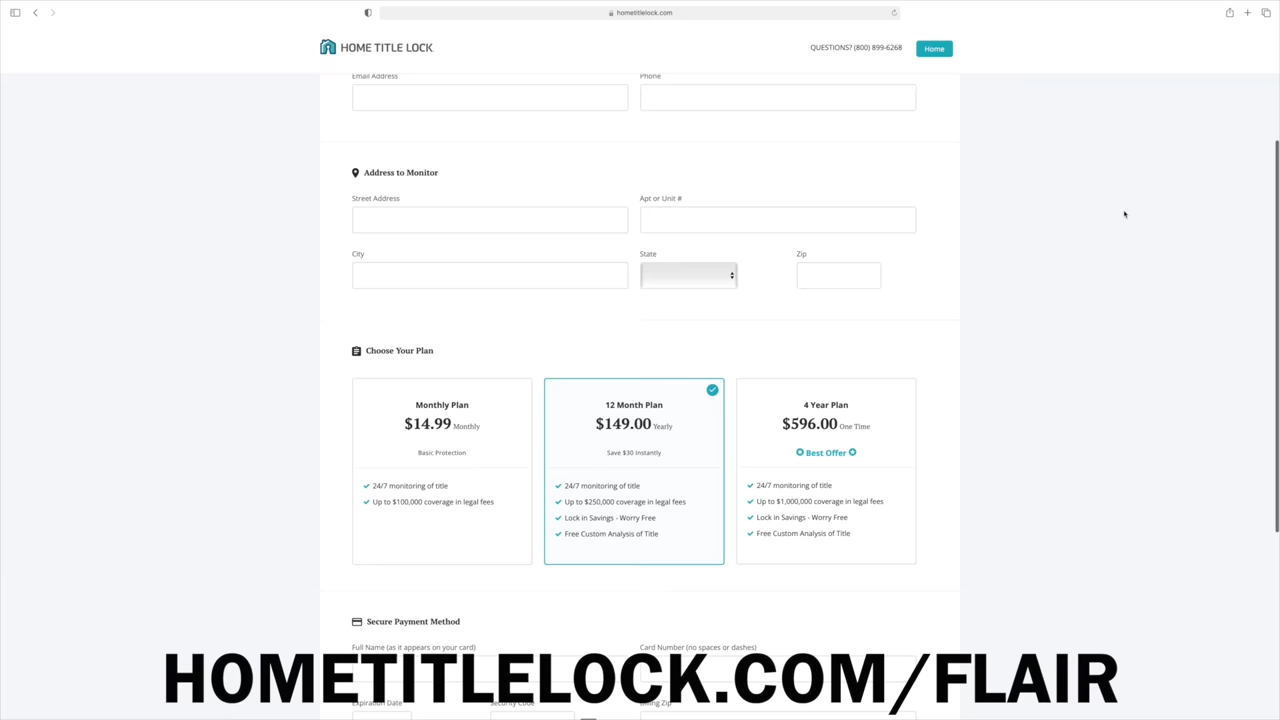 hometitlelock.com
HOME TITLE LOCK
QUESTIONS? (800) 899-6268
Home
Email Address
Phone
Address to Monitor
Street Address
Apt or Unit #
City
State
Zip
Choose Your Plan
Monthly Plan
$14.99 Monthly
Basic Protection
24/7 monitoring of title
Up to $100,000 coverage in legal fees
12 Month Plan
$149.00 Yearly
Save $30 Instantly
24/7 monitoring of title
Up to $250,000 coverage in legal fees
Lock in Savings - Worry Free
Free Custom Analysis of Title
4 Year Plan
$596.00 One Time
Best Offer
24/7 monitoring of title
Up to $1,000,000 coverage in legal fees
Lock in Savings - Worry Free
Free Custom Analysis of Title
Secure Payment Method
Full Name (as it appears on your card)
Card Number (no spaces or dashes)
HOMETITLELOCK.COM/FLAIR
Expiration Date
Security Code
Billing Zip